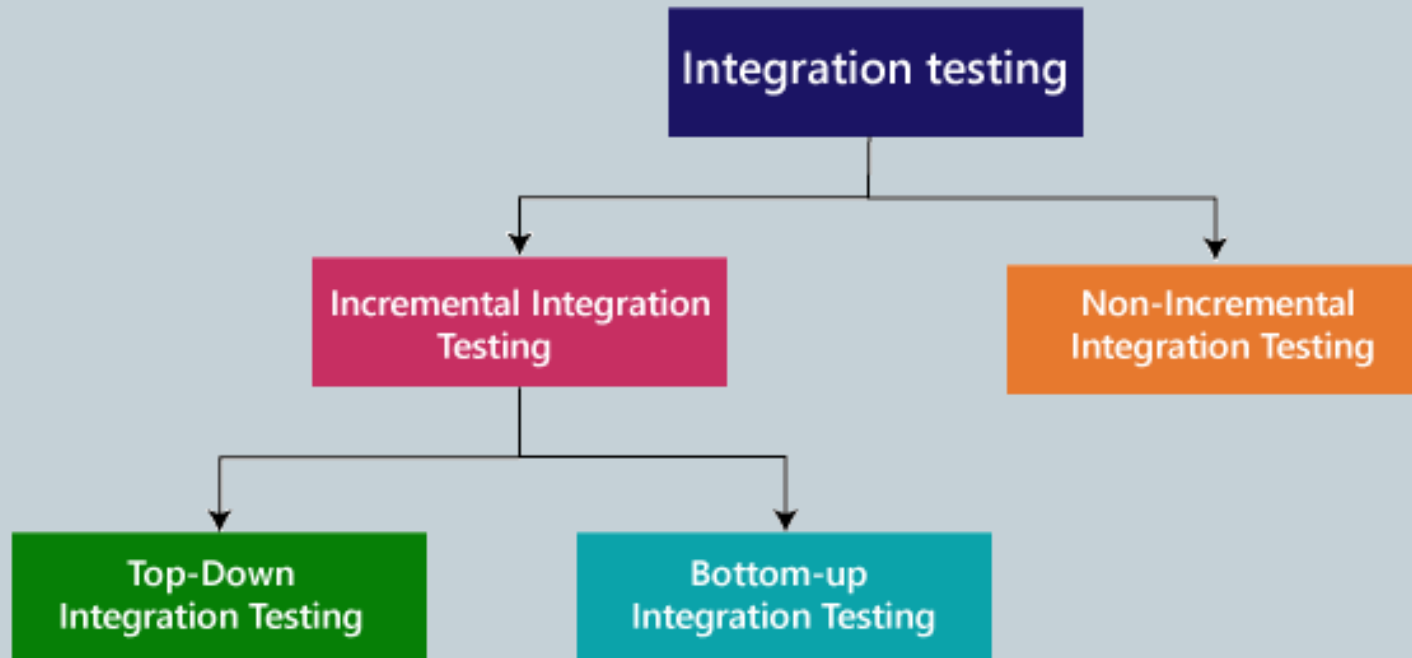 Integration testing
Incremental Integration
Testing
Non-Incremental
Integration Testing
Top-Down
Integration Testing
Bottom-up
Integration Testing